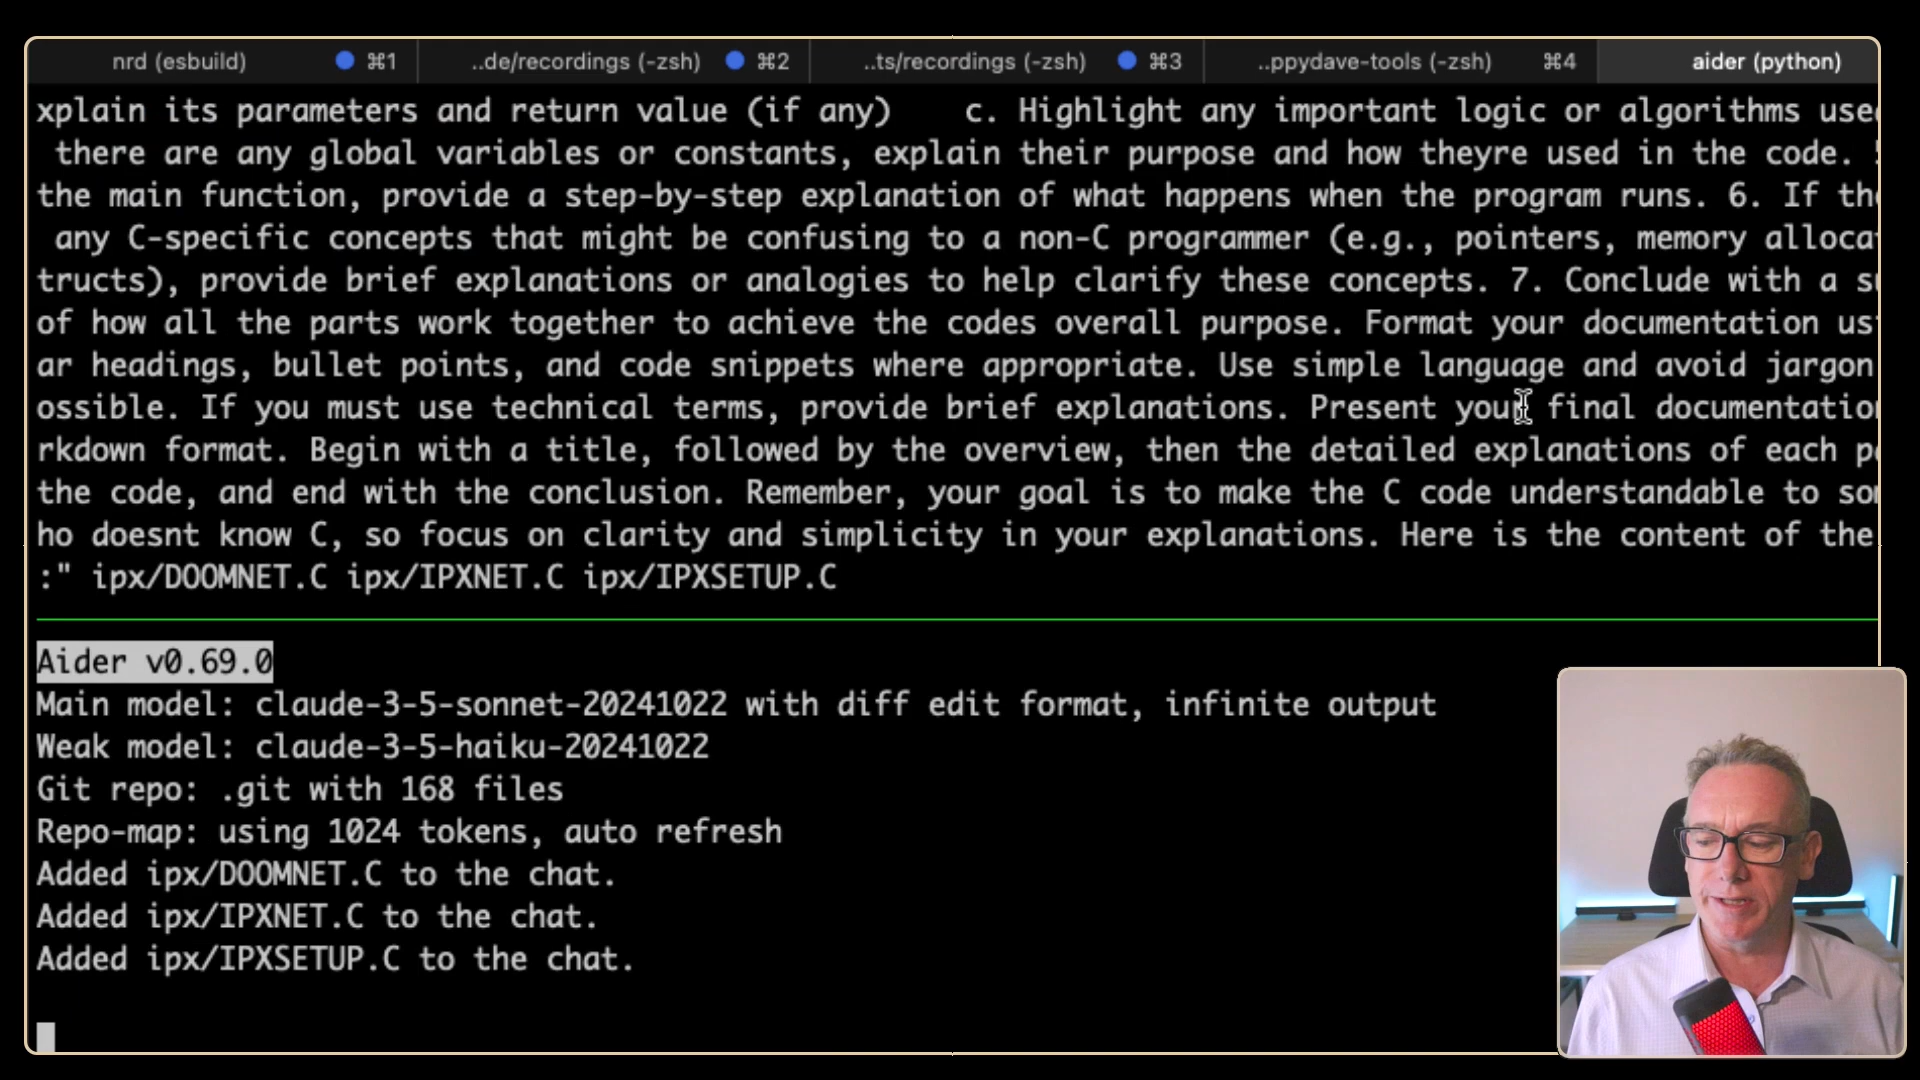 nrd (esbuild) ⌘1 ..de/recordings (-zsh) ⌘2 ..ts/recordings (-zsh) ⌘3 ..ppydave-tools (-zsh) ⌘4 aider (python)
xplain its parameters and return value (if any) c. Highlight any important logic or algorithms use
there are any global variables or constants, explain their purpose and how theyre used in the code.
the main function, provide a step-by-step explanation of what happens when the program runs. 6. If the
any C-specific concepts that might be confusing to a non-C programmer (e.g., pointers, memory alloca
tructs), provide brief explanations or analogies to help clarify these concepts. 7. Conclude with a s
of how all the parts work together to achieve the codes overall purpose. Format your documentation us
ar headings, bullet points, and code snippets where appropriate. Use simple language and avoid jargon
ossible. If you must use technical terms, provide brief explanations. Present your final documentation
rkdown format. Begin with a title, followed by the overview, then the detailed explanations of each p
the code, and end with the conclusion. Remember, your goal is to make the C code understandable to so
ho doesnt know C, so focus on clarity and simplicity in your explanations. Here is the content of the
:" ipx/DOOMNET.C ipx/IPXNET.C ipx/IPXSETUP.C
Aider v0.69.0
Main model: claude-3-5-sonnet-20241022 with diff edit format, infinite output
Weak model: claude-3-5-haiku-20241022
Git repo: .git with 168 files
Repo-map: using 1024 tokens, auto refresh
Added ipx/DOOMNET.C to the chat.
Added ipx/IPXNET.C to the chat.
Added ipx/IPXSETUP.C to the chat.